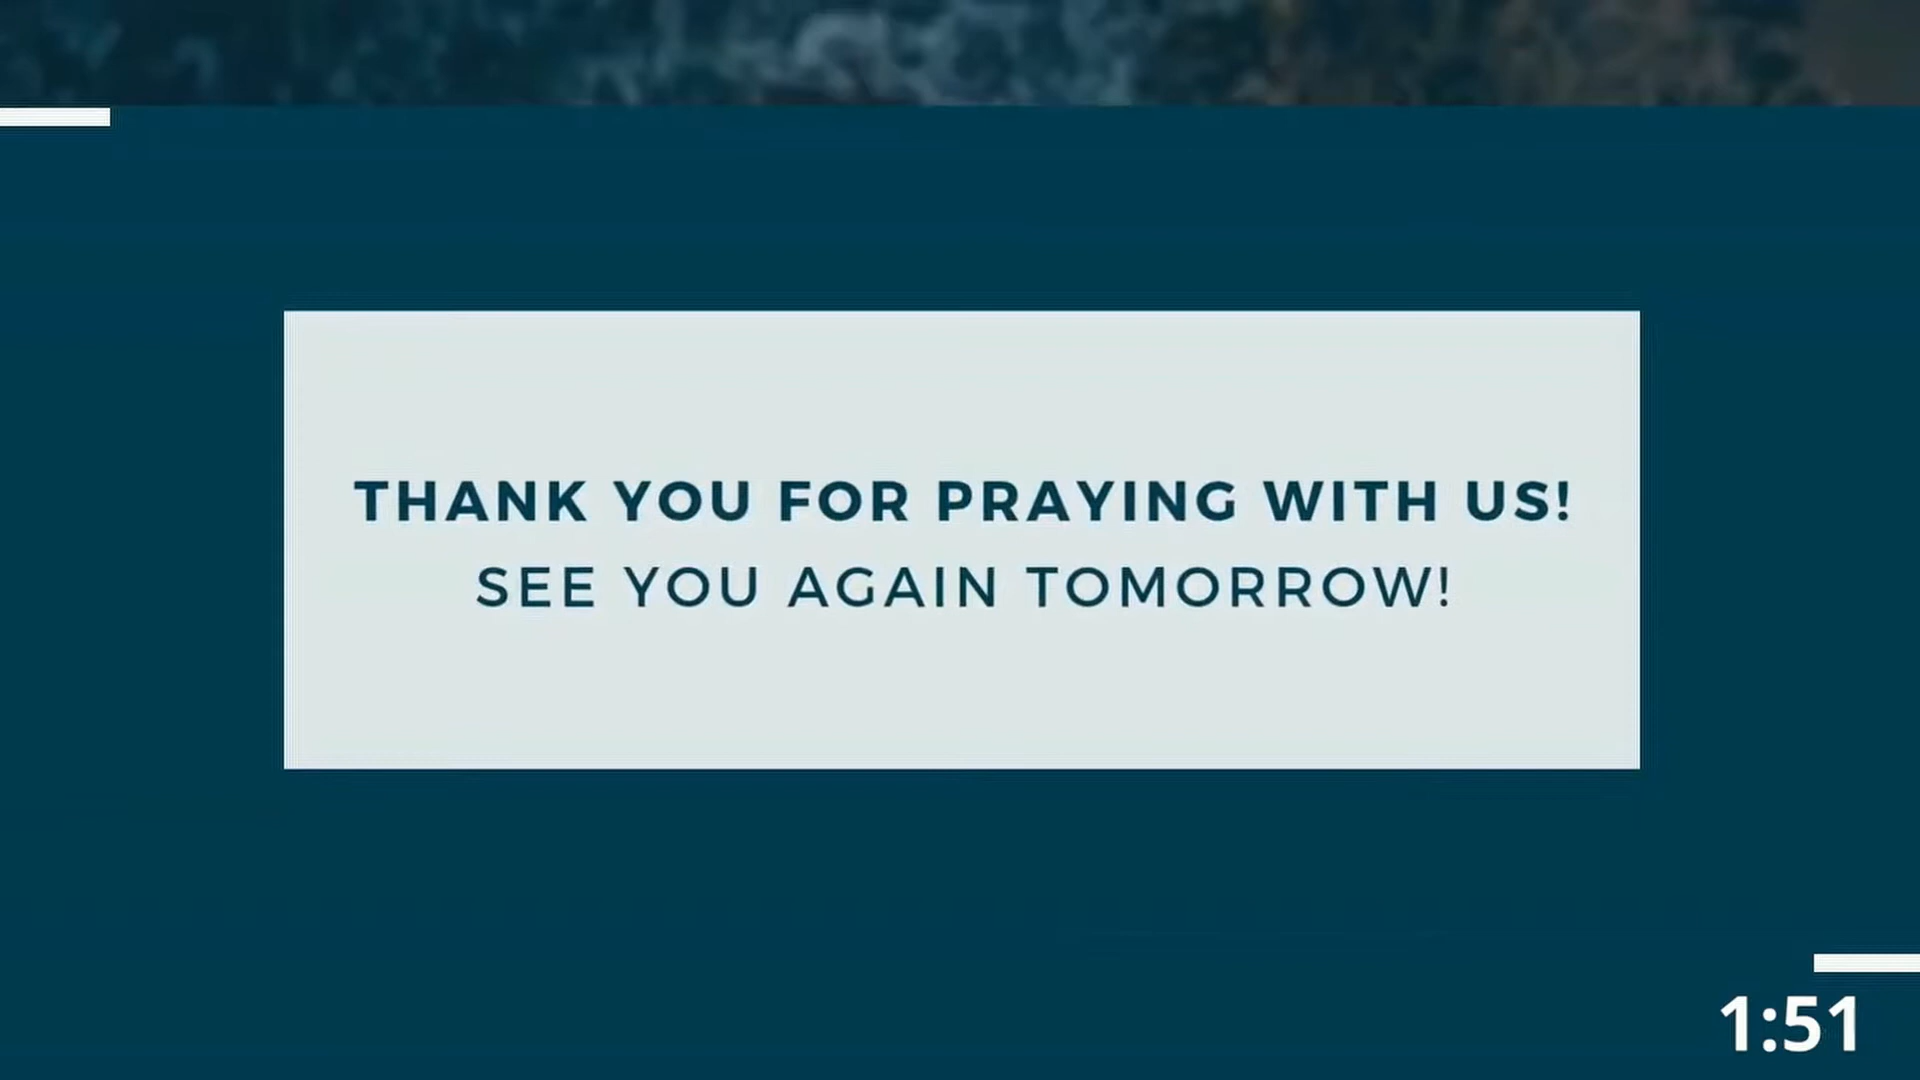 THANK YOU FOR PRAYING WITH US!
SEE YOU AGAIN TOMORROW!
1:51